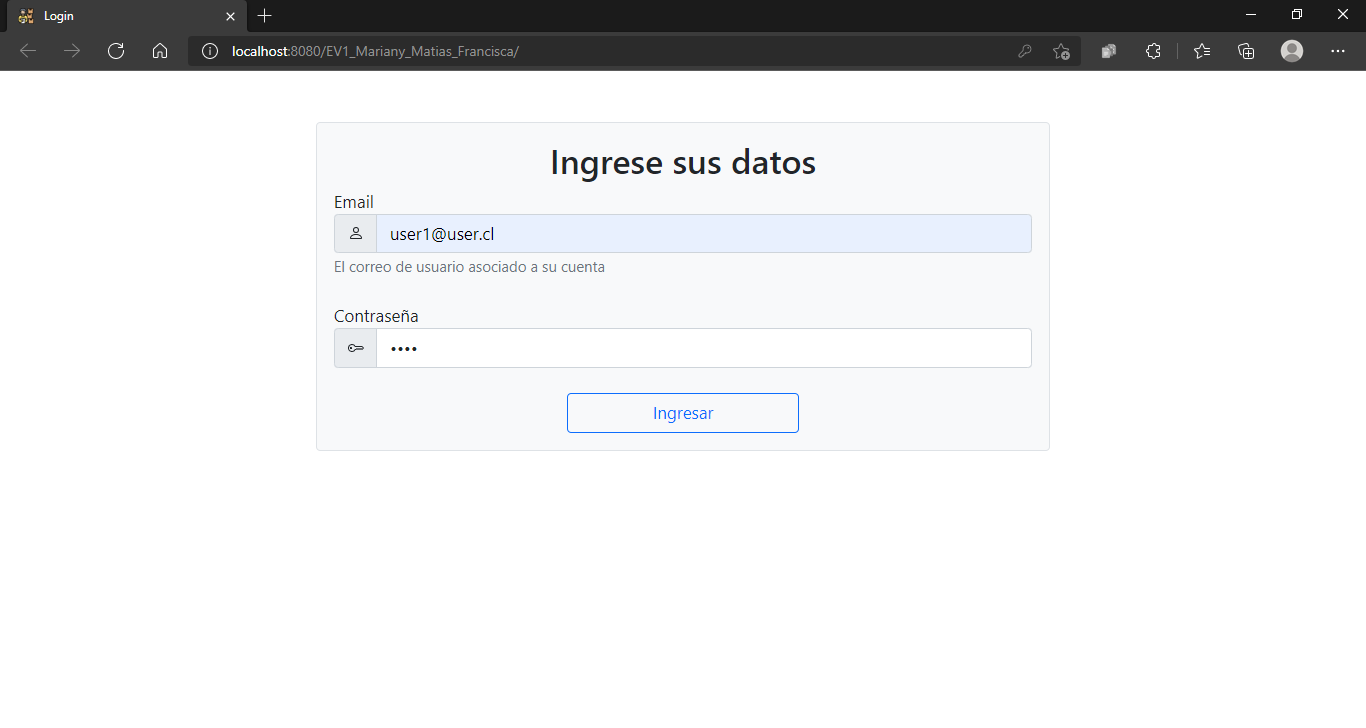 Login
localhost:8080/EV1_Mariany_Matias_Francisca/
Ingrese sus datos
Email
user1@user.cl
El correo de usuario asociado a su cuenta
Contraseña
••••
Ingresar